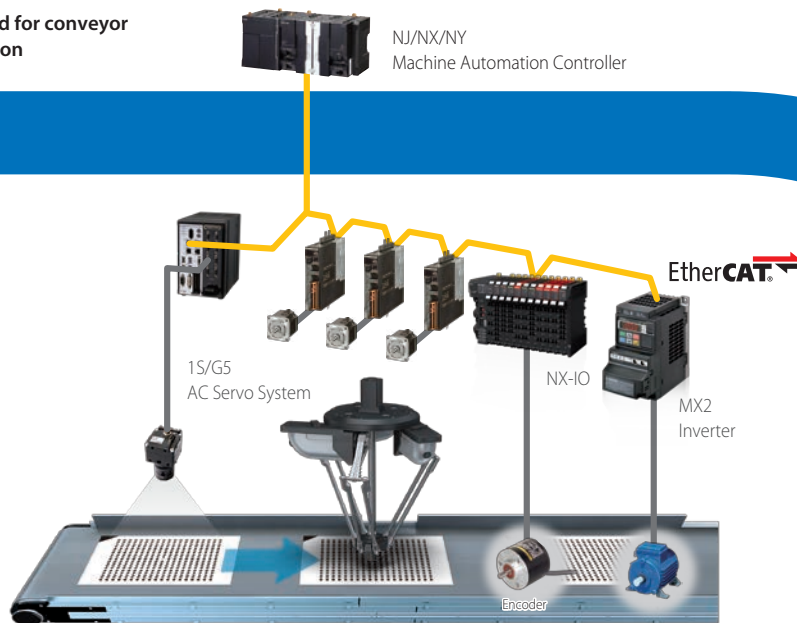 d for conveyor
on
NJ/NX/NY
Machine Automation Controller
EtherCAT®
1S/G5
AC Servo System
NX-IO
MX2
Inverter
Encoder